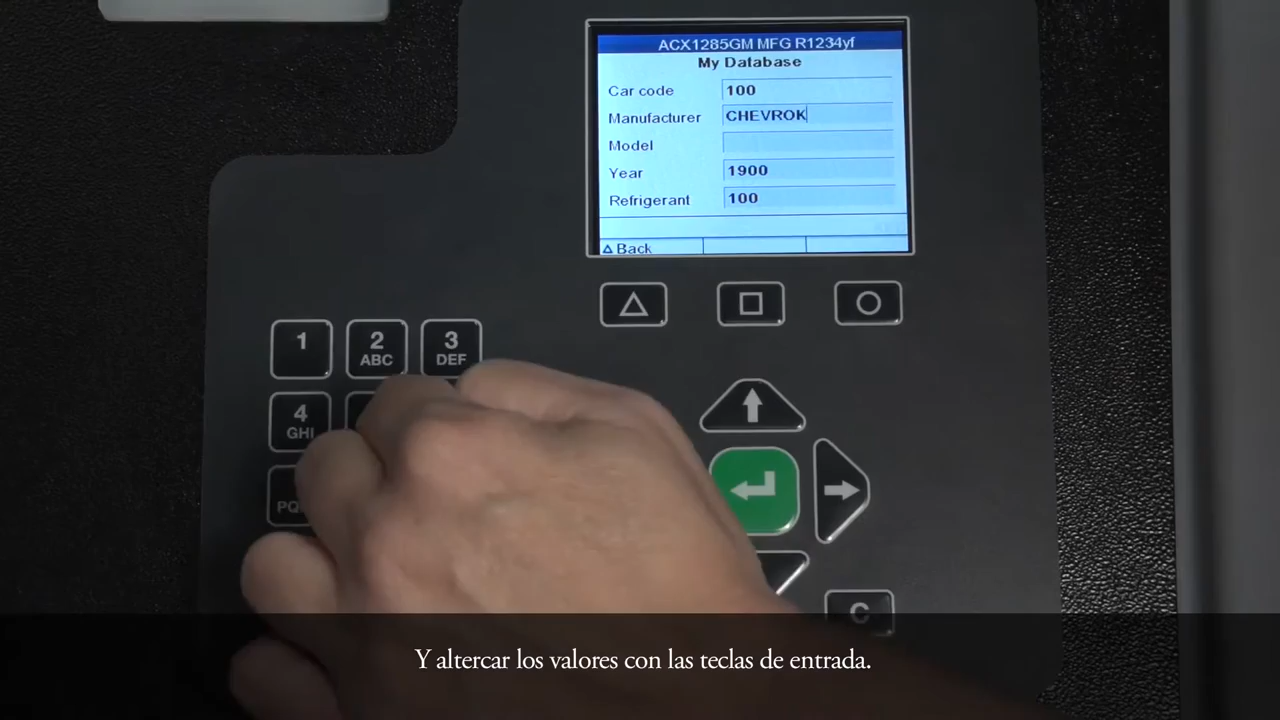 ACX1285GM MFG R1234yf
My Database
Car code 100
Manufacturer CHEVROK
Model
Year 1900
Refrigerant 100
△ Back
1
2
ABC
3
DEF
4
GHI
PQ
C
Y altercar los valores con las teclas de entrada.